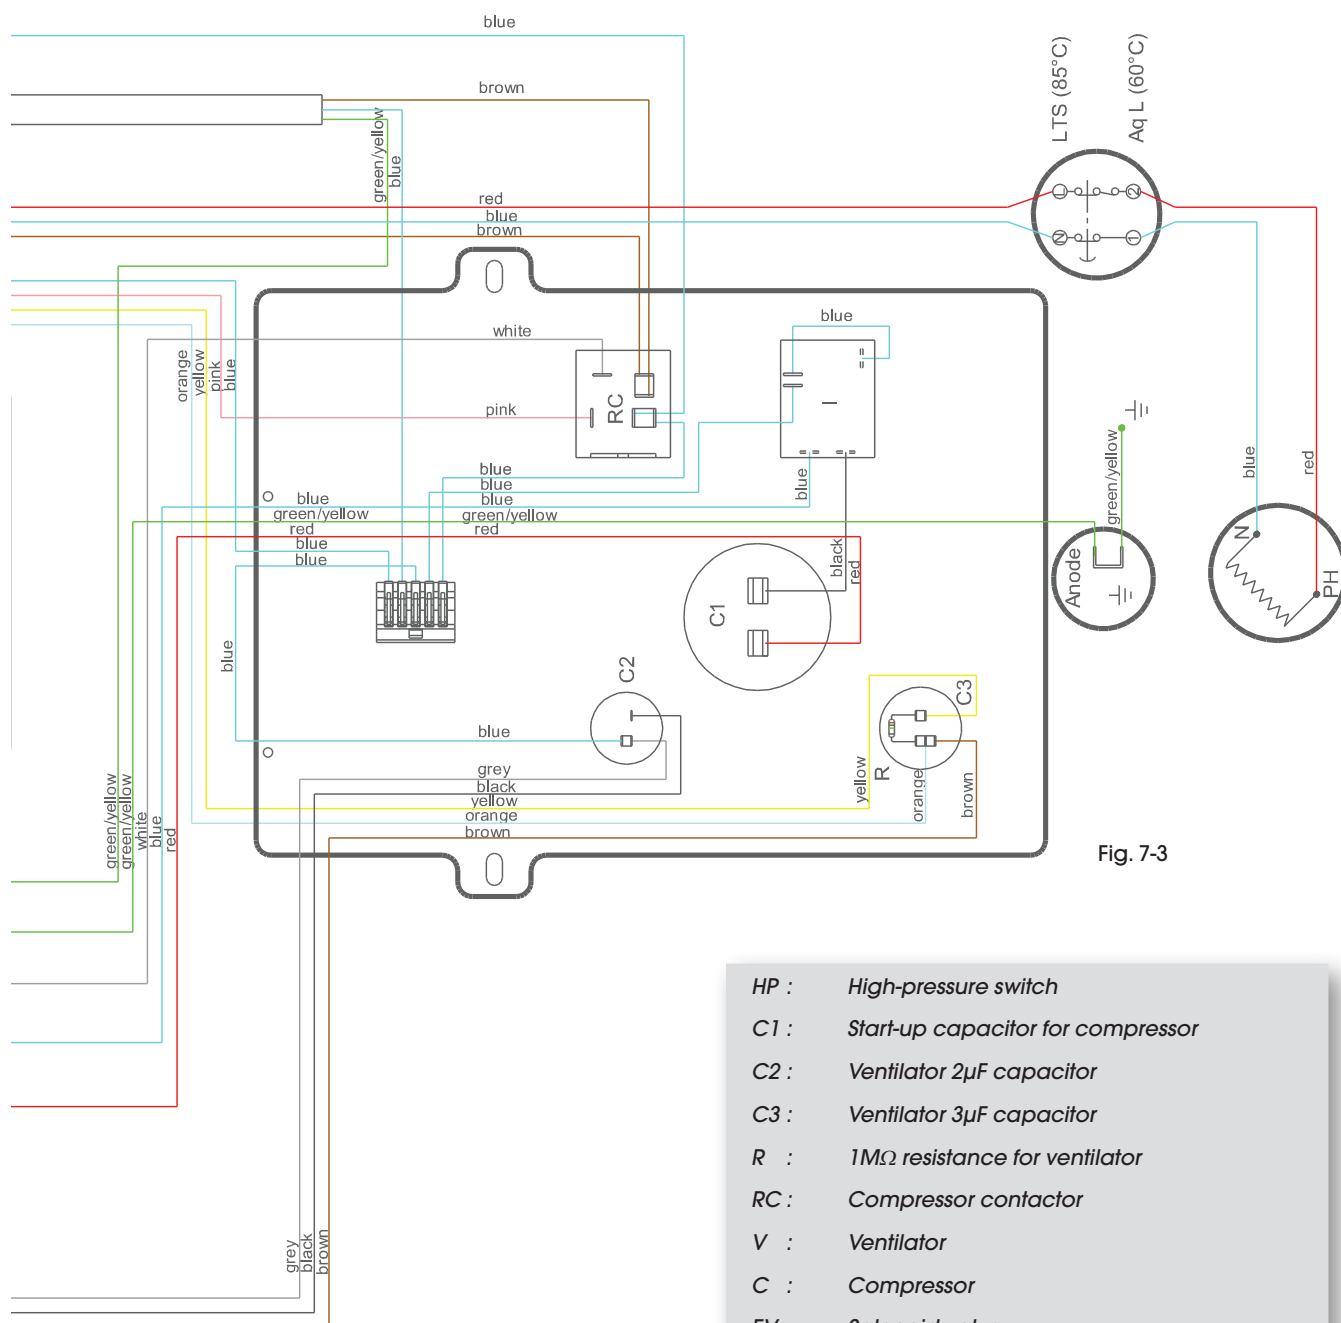 blue
brown
green/yellow
blue
LTS (85°C)
Aq L (60°C)
red
blue
brown
L
2
N
1
white
blue
orange
yellow
pink
blue
RC
I
pink
blue
blue
blue
green/yellow
red
blue
green/yellow
red
blue
blue
blue
black
red
green/yellow
blue
red
Anode
N
PH
C1
C2
C3
R
blue
blue
grey
black
yellow
orange
brown
yellow
orange
brown
green/yellow
green/yellow
white
blue
red
Fig. 7-3
grey
black
brown
HP : High-pressure switch
C1 : Start-up capacitor for compressor
C2 : Ventilator 2µF capacitor
C3 : Ventilator 3µF capacitor
R : 1MΩ resistance for ventilator
RC : Compressor contactor
V : Ventilator
C : Compressor